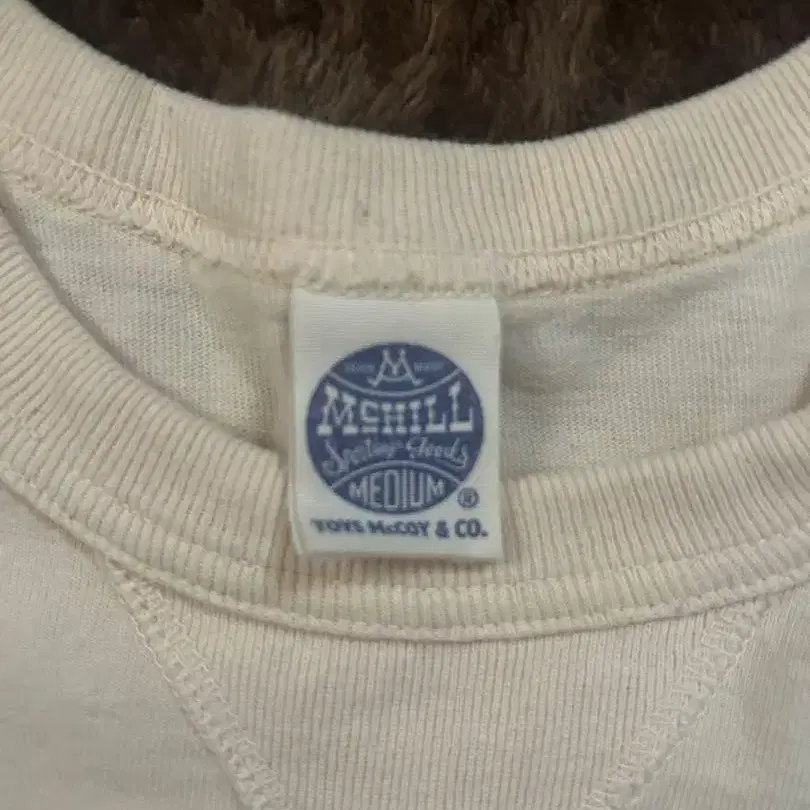 TRADE MARK
McHILL
Sporting Goods
MEDIUM ®
TOYS McCOY & CO.